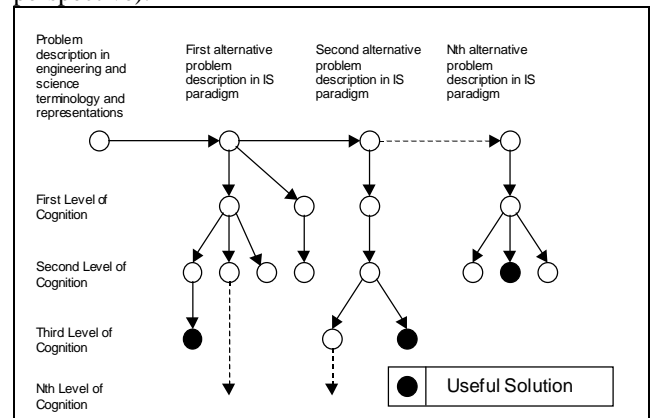 perspective).
Problem
description in
engineering and
science
terminology and
representations
First alternative
problem
description in IS
paradigm
Second alternative
problem
description in IS
paradigm
Nth alternative
problem
description in IS
paradigm
First Level of
Cognition
Second Level of
Cognition
Third Level of
Cognition
Nth Level of
Cognition
Useful Solution